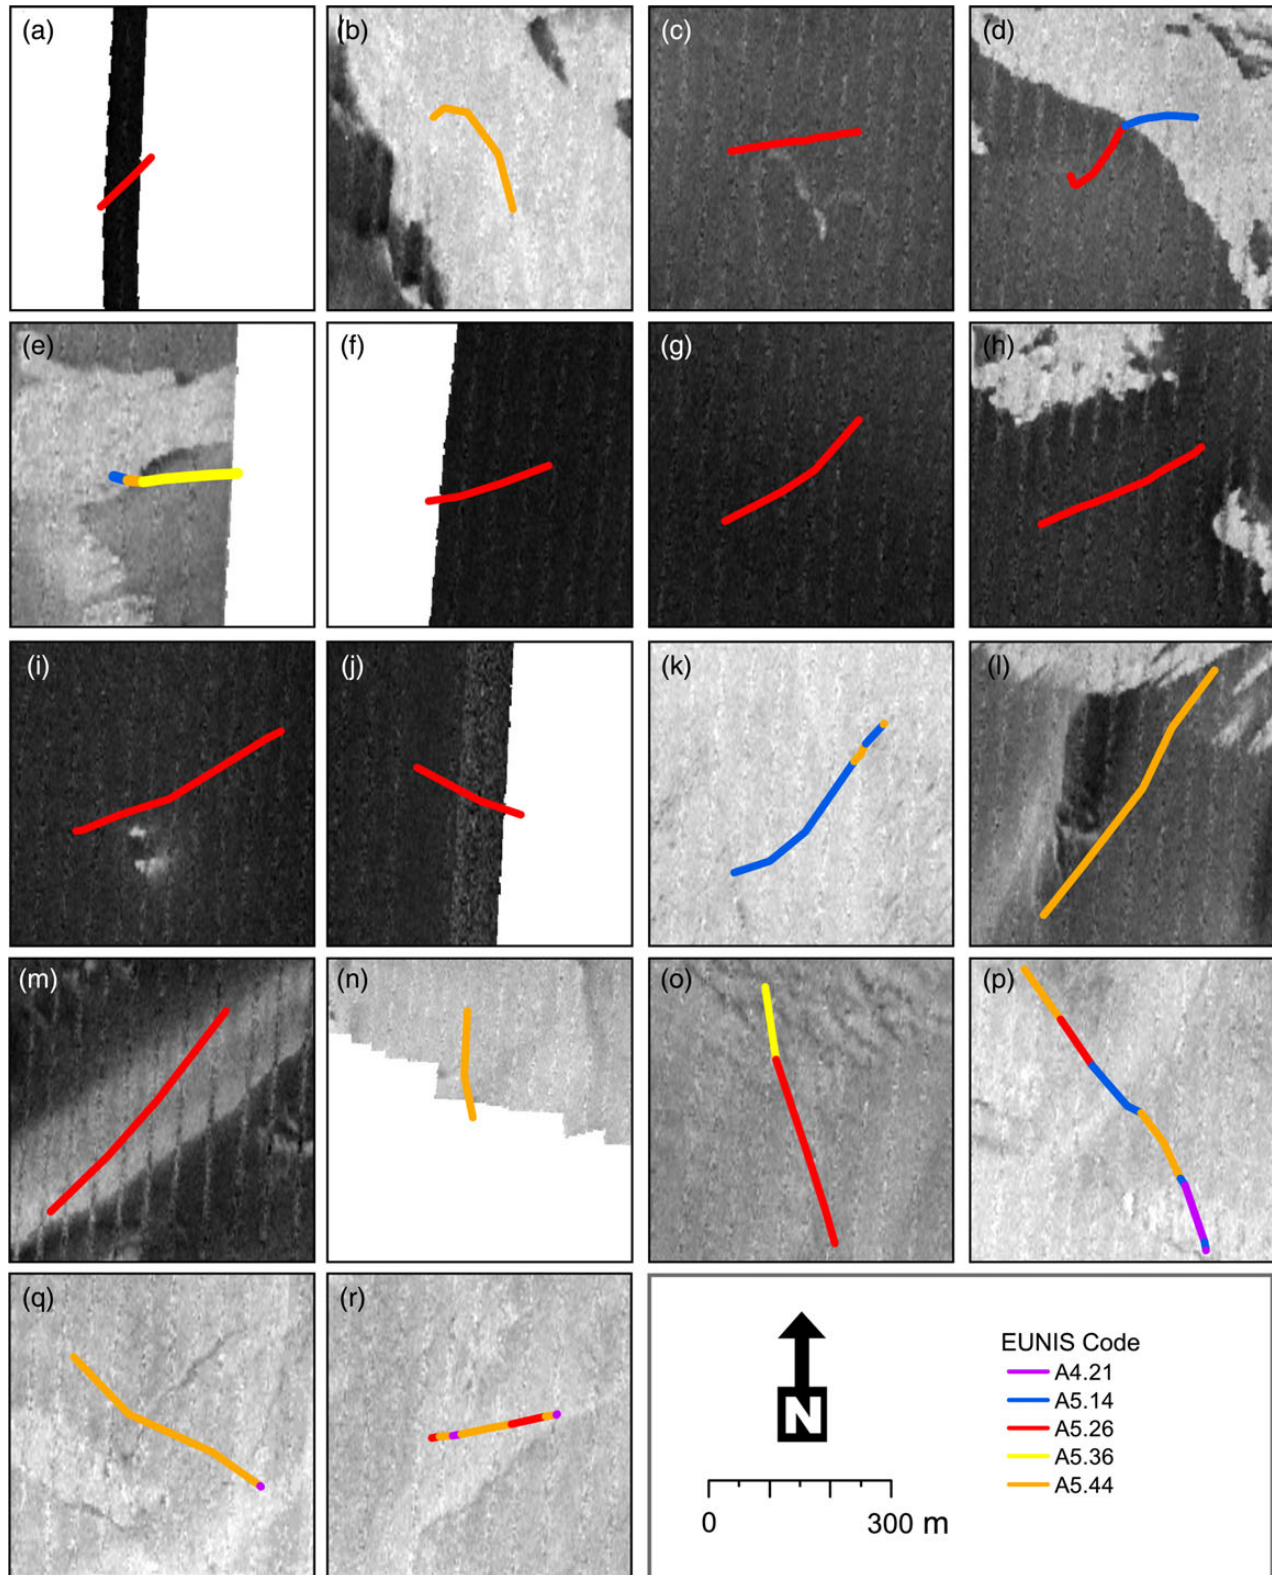 (a)
(b)
(c)
(d)
(e)
(f)
(g)
(h)
(i)
(j)
(k)
(l)
(m)
(n)
(o)
(p)
(q)
(r)
N
0 300 m
EUNIS Code
A4.21
A5.14
A5.26
A5.36
A5.44